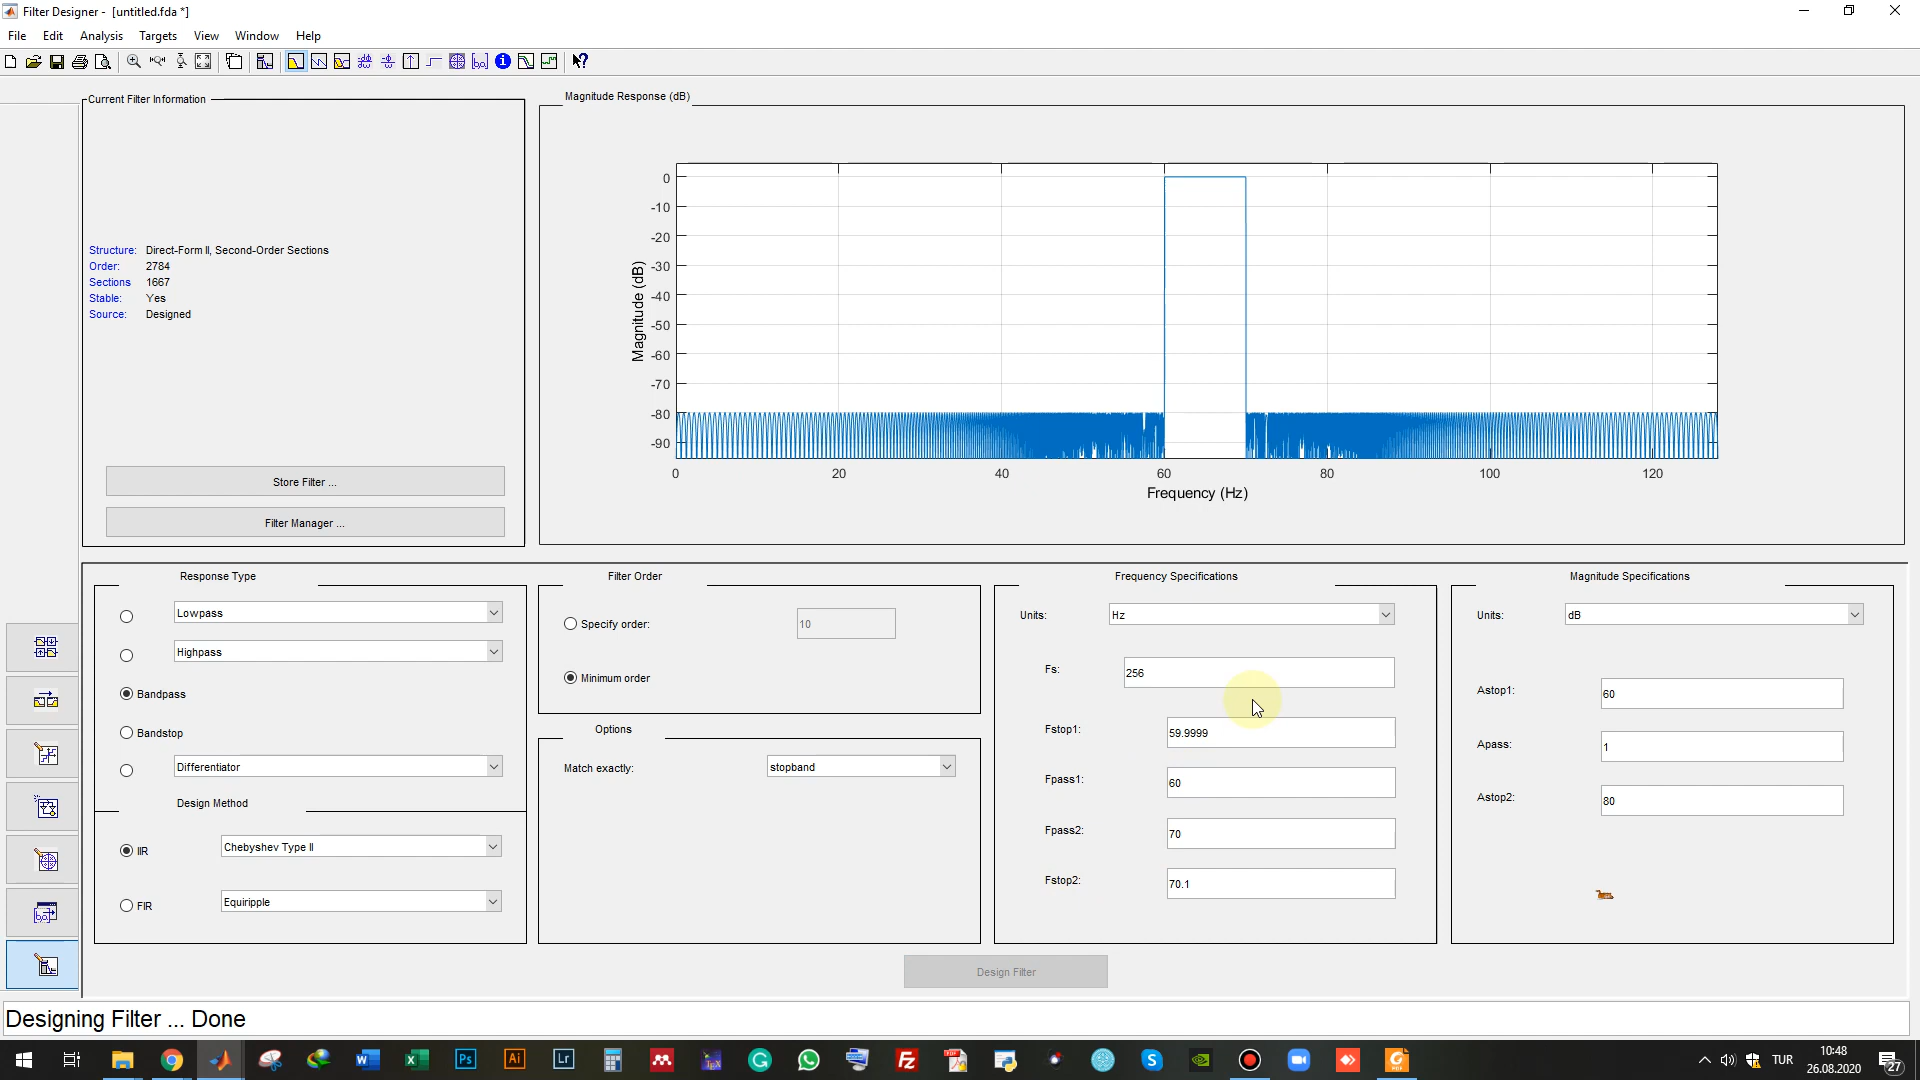 Filter Designer - [untitled.fda *]
File Edit Analysis Targets View Window Help
Current Filter Information
Structure: Direct-Form II, Second-Order Sections
Order: 2784
Sections 1667
Stable: Yes
Source: Designed
Store Filter ...
Filter Manager ...
Magnitude Response (dB)
Magnitude (dB)
0
-10
-20
-30
-40
-50
-60
-70
-80
-90
0 20 40 60 80 100 120
Frequency (Hz)
Response Type
Lowpass
Highpass
Bandpass
Bandstop
Differentiator
Design Method
IIR Chebyshev Type II
FIR Equiripple
Filter Order
Specify order: 10
Minimum order
Options
Match exactly: stopband
Frequency Specifications
Units: Hz
Fs: 256
Fstop1: 59.9999
Fpass1: 60
Fpass2: 70
Fstop2: 70.1
Magnitude Specifications
Units: dB
Astop1: 60
Apass: 1
Astop2: 80
Design Filter
Designing Filter ... Done
TUR
10:48
26.08.2020
27